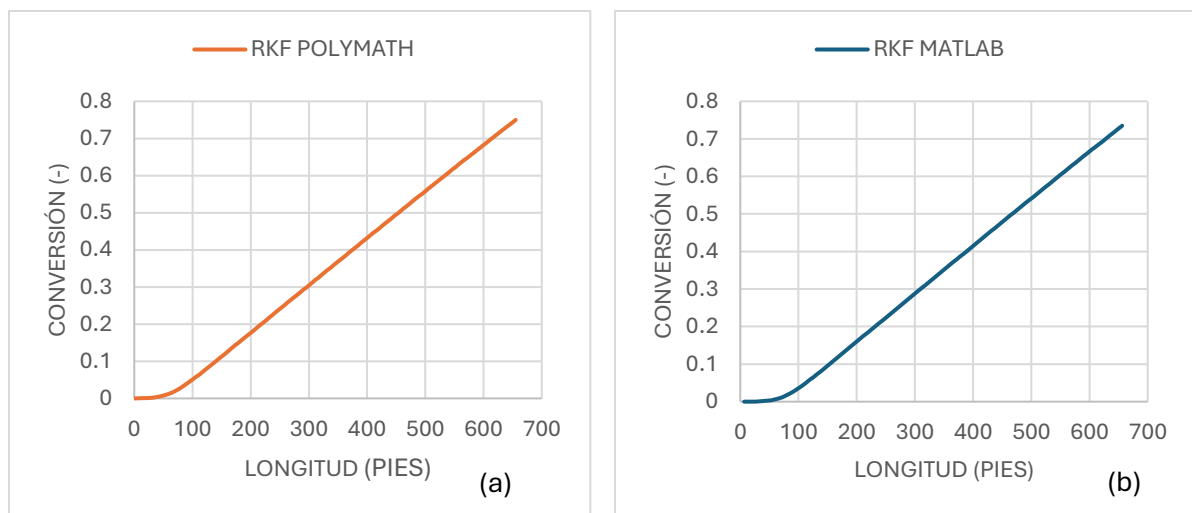 RKF POLYMATH
CONVERSIÓN (-)
0.8
0.7
0.6
0.5
0.4
0.3
0.2
0.1
0
0 100 200 300 400 500 600 700
LONGITUD (PIES)
(a)
RKF MATLAB
CONVERSIÓN (-)
0.8
0.7
0.6
0.5
0.4
0.3
0.2
0.1
0
0 100 200 300 400 500 600 700
LONGITUD (PIES)
(b)